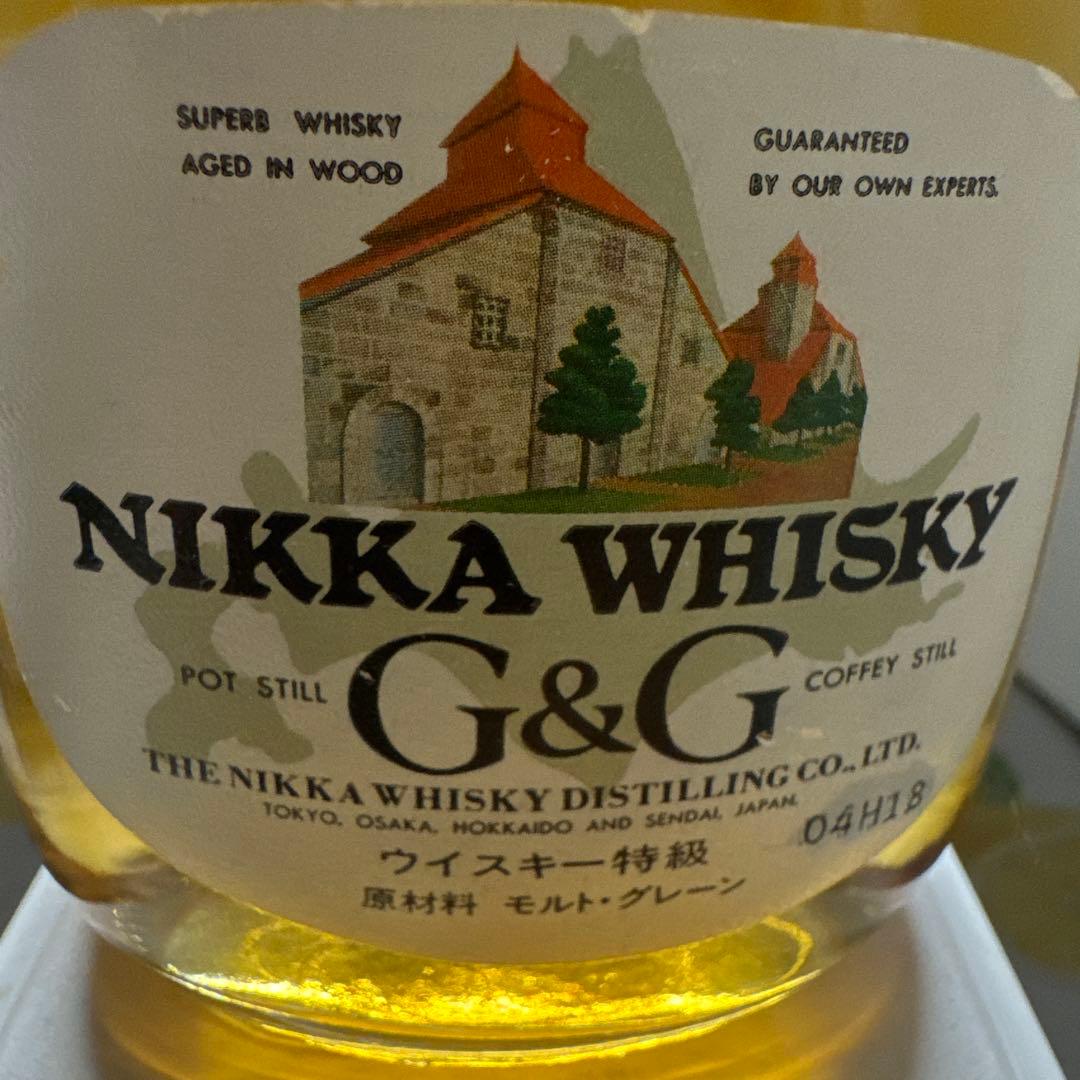 SUPERB WHISKY
AGED IN WOOD
GUARANTEED
BY OUR OWN EXPERTS.
NIKKA WHISKY
POT STILL
G&G
COFFEY STILL
THE NIKKA WHISKY DISTILLING CO., LTD.
TOKYO, OSAKA, HOKKAIDO AND SENDAI, JAPAN.
04H18
ウイスキー特級
原材料 モルト・グレーン